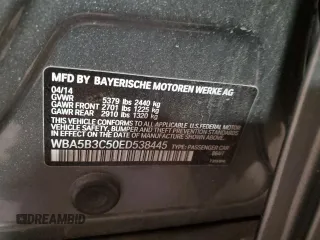 MFD BY BAYERISCHE MOTOREN WERKE AG
04/14
GVWR 5379 lbs 2440 kg
GAWR FRONT 2701 lbs 1225 kg
GAWR REAR 2910 lbs 1320 kg
THIS VEHICLE CONFORMS TO ALL APPLICABLE FEDERAL MOTOR
VEHICLE SAFETY, BUMPER, AND THEFT PREVENTION STANDARDS
IN EFFECT ON THE DATE OF MANUFACTURE SHOWN ABOVE.
WBA5B3C50ED538445 TYPE: PASSENGER CAR
DREAMBID